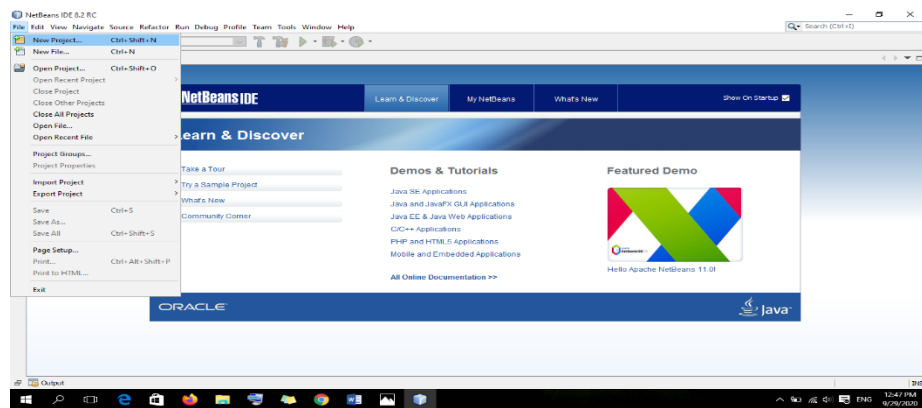 NetBeans IDE 8.2 RC
File Edit View Navigate Source Refactor Run Debug Profile Team Tools Window Help
Search (Ctrl+I)
New Project... Ctrl+Shift+N
New File... Ctrl+N
Open Project... Ctrl+Shift+O
Open Recent Project
Close Project
Close Other Projects
Close All Projects
Open File...
Open Recent File
Project Groups...
Project Properties
Import Project
Export Project
Save Ctrl+S
Save As...
Save All Ctrl+Shift+S
Page Setup...
Print... Ctrl+Alt+Shift+P
Print to HTML...
Exit
NetBeans IDE
Learn & Discover My NetBeans What's New Show On Startup
earn & Discover
Take a Tour
Try a Sample Project
What's New
Community Corner
Demos & Tutorials
Java SE Applications
Java and JavaFX GUI Applications
Java EE & Java Web Applications
C/C++ Applications
PHP and HTML5 Applications
Mobile and Embedded Applications
All Online Documentation >>
Featured Demo
Hello Apache NetBeans 11.0!
ORACLE
Java
Output
INS
ENG
12:47 PM
9/29/2020